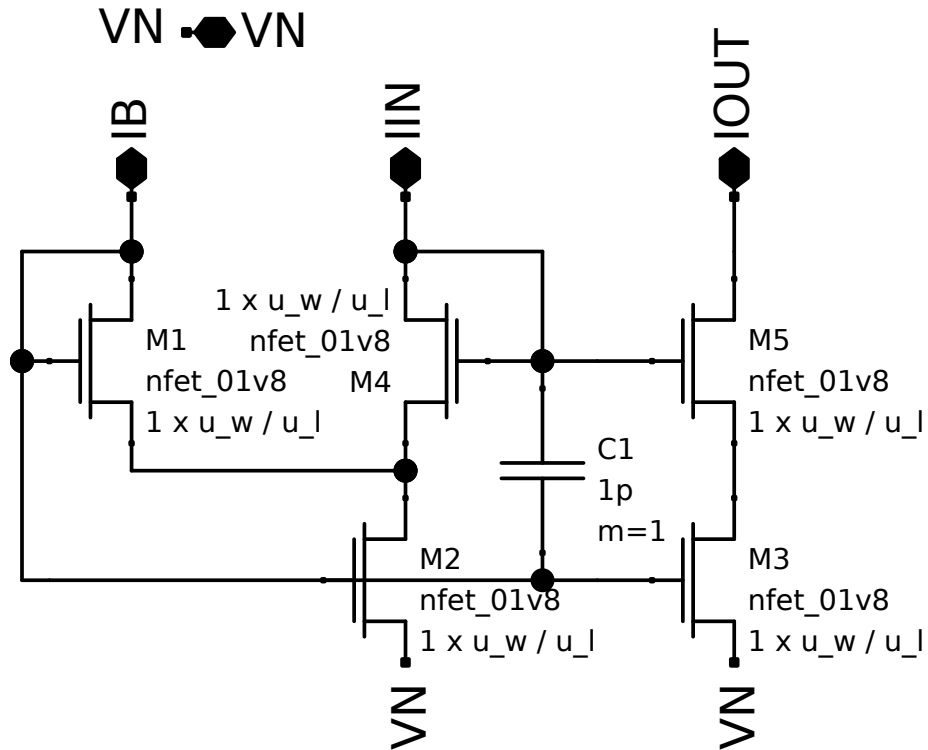 VN VN
IB
IIN
IOUT
M1
nfet_01v8
1 x u_w / u_l
1 x u_w / u_l
nfet_01v8
M4
M5
nfet_01v8
1 x u_w / u_l
C1
1p
m=1
M2
nfet_01v8
1 x u_w / u_l
M3
nfet_01v8
1 x u_w / u_l
VN
VN